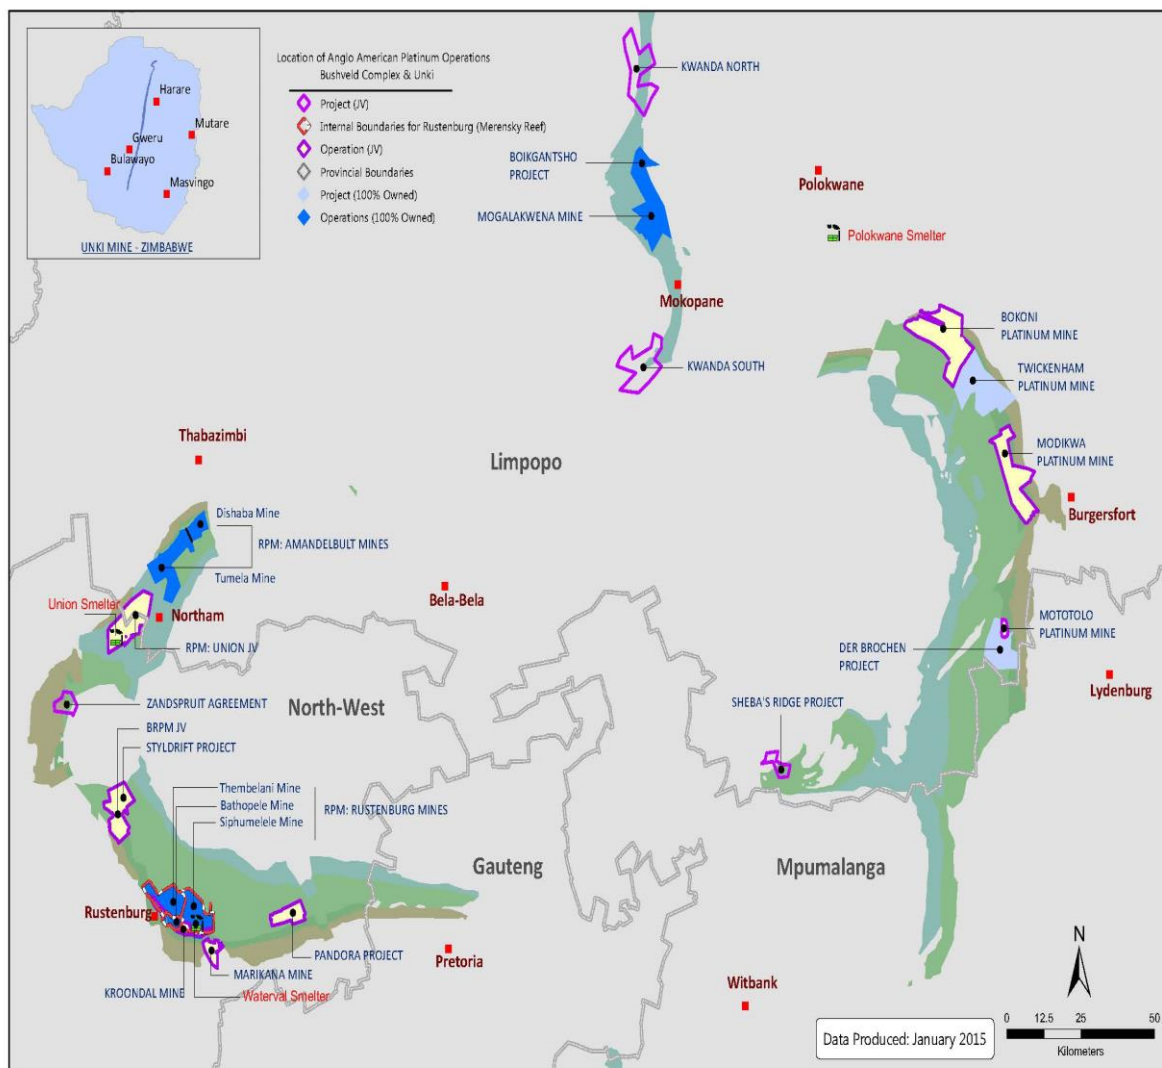 Harare
Mutare
Gweru
Bulawayo
Masvingo
UNKI MINE - ZIMBABWE
Location of Anglo American Platinum Operations
Bushveld Complex & Unki
Project (JV)
Internal Boundaries for Rustenburg (Merensky Reef)
Operation (JV)
Provincial Boundaries
Project (100% Owned)
Operations (100% Owned)
KWANDA NORTH
BOIKGANTSHO
PROJECT
MOGALAKWENA MINE
Polokwane
Polokwane Smelter
Mokopane
KWANDA SOUTH
BOKONI
PLATINUM MINE
TWICKENHAM
PLATINUM MINE
MODIKWA
PLATINUM MINE
Burgersfort
Thabazimbi
Limpopo
Dishaba Mine
RPM: AMANDELBULT MINES
Tumela Mine
Union Smelter
Northam
RPM: UNION JV
Bela-Bela
MOTOTOLO
PLATINUM MINE
DER BROCHEN
PROJECT
Lydenburg
ZANDSPRUIT AGREEMENT
North-West
SHEBA'S RIDGE PROJECT
BRPM JV
STYLDRIFT PROJECT
Thembelani Mine
Bathopele Mine
Siphumelele Mine
RPM: RUSTENBURG MINES
Gauteng
Mpumalanga
Rustenburg
PANDORA PROJECT
Pretoria
MARIKANA MINE
KROONDAL MINE
Waterval Smelter
Witbank
N
Data Produced: January 2015
0 12.5 25 50
Kilometers